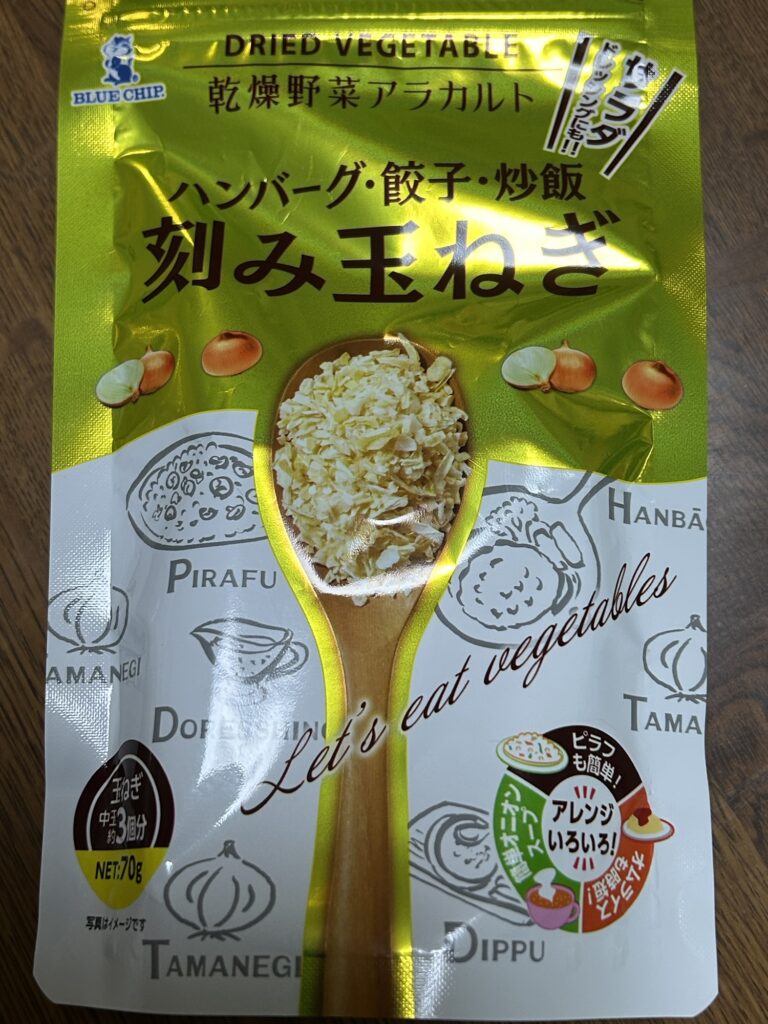 BLUE CHIP.
DRIED VEGETABLE
乾燥野菜アラカルト
サラダ
ドレッシングにも!!
ハンバーグ・餃子・炒飯
刻み玉ねぎ
PIRAFU
HANBĀ
AMANEGI
TAMA
DORESSHING
Let's eat vegetables
玉ねぎ
中玉
約3個分
NET:70g
写真はイメージです
ピラフ
も簡単!
アレンジ
いろいろ!
簡単オニオン
スープ
オムライス
も時短!
TAMANEGI
DIPPU